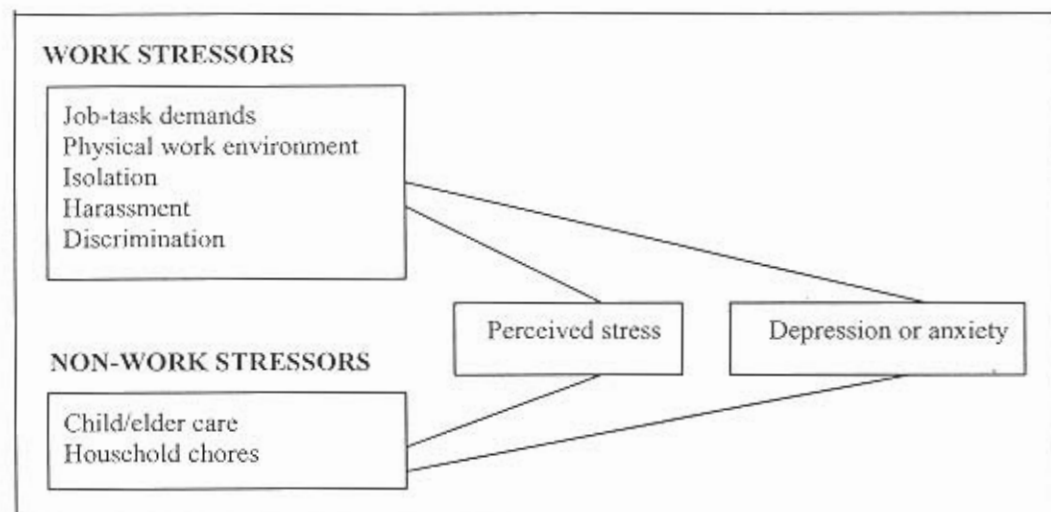 WORK STRESSORS
Job-task demands
Physical work environment
Isolation
Harassment
Discrimination
Perceived stress
Depression or anxiety
NON-WORK STRESSORS
Child/elder care
Household chores